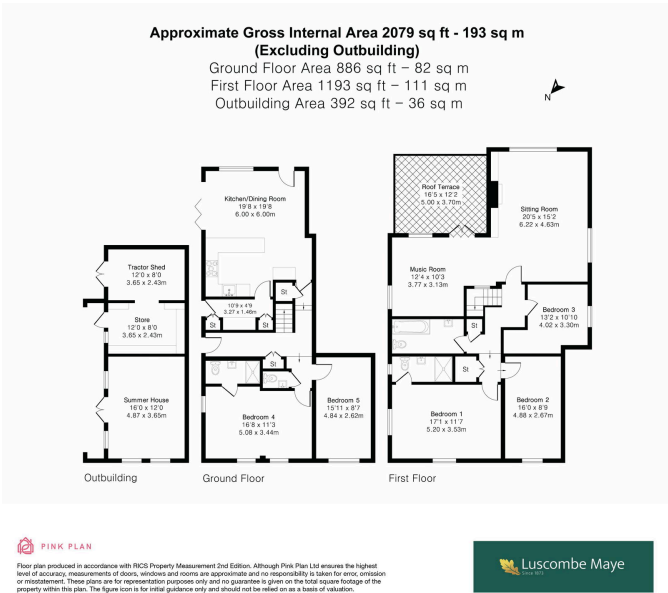 Approximate Gross Internal Area 2079 sq ft - 193 sq m
(Excluding Outbuilding)
Ground Floor Area 886 sq ft – 82 sq m
First Floor Area 1193 sq ft – 111 sq m
Outbuilding Area 392 sq ft – 36 sq m
N
Tractor Shed
12'0 x 8'0
3.65 x 2.43m
Store
12'0 x 8'0
3.65 x 2.43m
Summer House
16'0 x 12'0
4.87 x 3.65m
Outbuilding
Kitchen/Dining Room
19'8 x 19'8
6.00 x 6.00m
10'9 x 4'9
3.27 x 1.46m
St
St
St
St
Bedroom 4
16'8 x 11'3
5.08 x 3.44m
Bedroom 5
15'11 x 8'7
4.84 x 2.62m
Ground Floor
Roof Terrace
16'5 x 12'2
5.00 x 3.70m
Sitting Room
20'5 x 15'2
6.22 x 4.63m
Music Room
12'4 x 10'3
3.77 x 3.13m
Bedroom 3
13'2 x 10'10
4.02 x 3.30m
St
St
Bedroom 1
17'1 x 11'7
5.20 x 3.53m
Bedroom 2
16'0 x 8'9
4.88 x 2.67m
First Floor
PINK PLAN
Floor plan produced in accordance with RICS Property Measurement 2nd Edition. Although Pink Plan Ltd ensures the highest
level of accuracy, measurements of doors, windows and rooms are approximate and no responsibility is taken for error, omission
or misstatement. These plans are for representation purposes only and no guarantee is given on the total square footage of the
property within this plan. The figure icon is for initial guidance only and should not be relied on as a basis of valuation.
Luscombe Maye
Since 1873